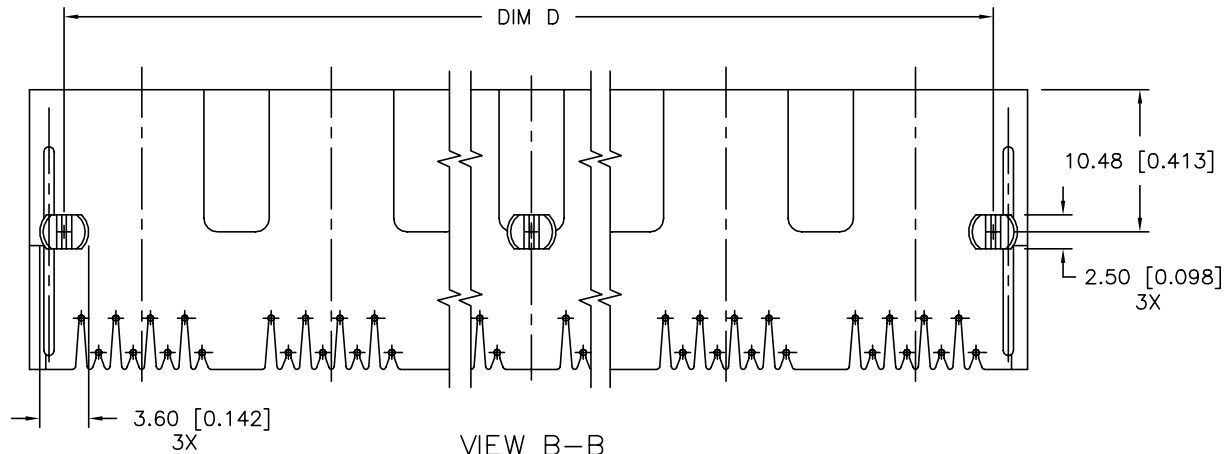 DIM D
10.48 [0.413]
2.50 [0.098]
3X
3.60 [0.142]
3X
VIEW B-B